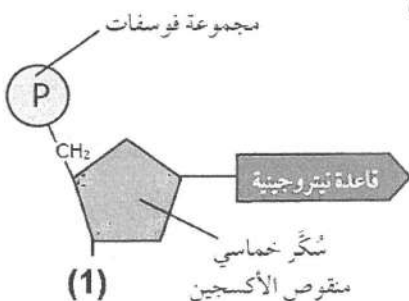 مجموعة فوسفات
P
CH₂
قاعدة نيتروجينية
سُكَّر خماسي
منقوص الأكسجين
(1)